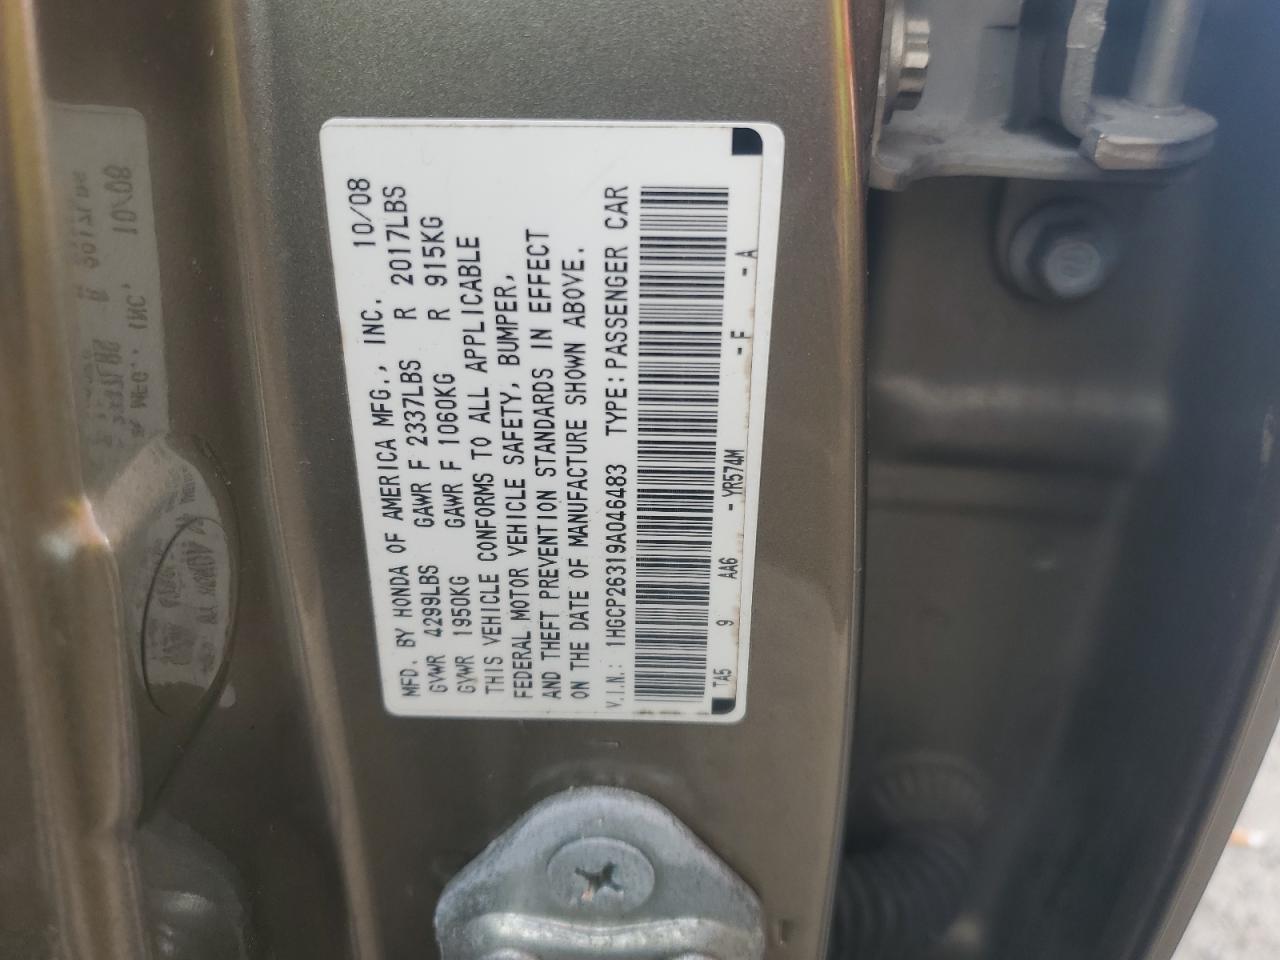 MFD. BY HONDA OF AMERICA MFG., INC. 10/08
GVWR 4299LBS GAWR F 2337LBS R 2017LBS
GVWR 1950KG GAWR F 1060KG R 915KG
THIS VEHICLE CONFORMS TO ALL APPLICABLE
FEDERAL MOTOR VEHICLE SAFETY, BUMPER,
AND THEFT PREVENTION STANDARDS IN EFFECT
ON THE DATE OF MANUFACTURE SHOWN ABOVE.
V.I.N.: 1HGCP26319A046483 TYPE: PASSENGER CAR
TA5 9 AA6 - YR574M - F - A